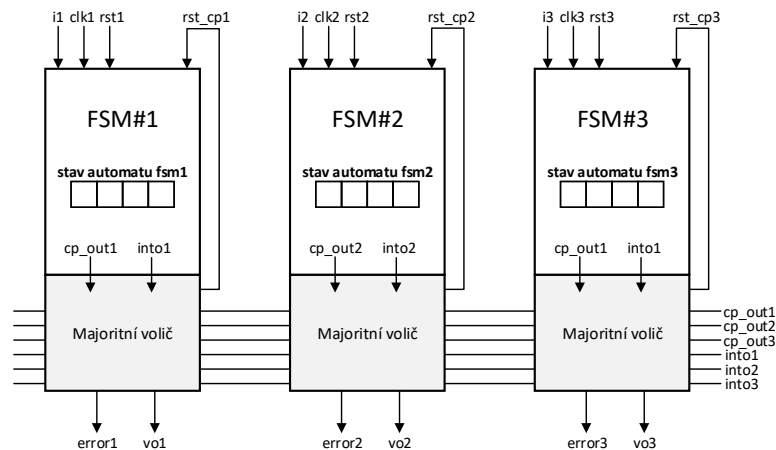 i1 clk1 rst1 rst_cp1
i2 clk2 rst2 rst_cp2
i3 clk3 rst3 rst_cp3
FSM#1 FSM#2 FSM#3
stav automatu fsm1 stav automatu fsm2 stav automatu fsm3
cp_out1 into1 cp_out2 into2 cp_out1 into1
Majoritní volič Majoritní volič Majoritní volič
cp_out1
cp_out2
cp_out3
into1
into2
into3
error1 vo1 error2 vo2 error3 vo3